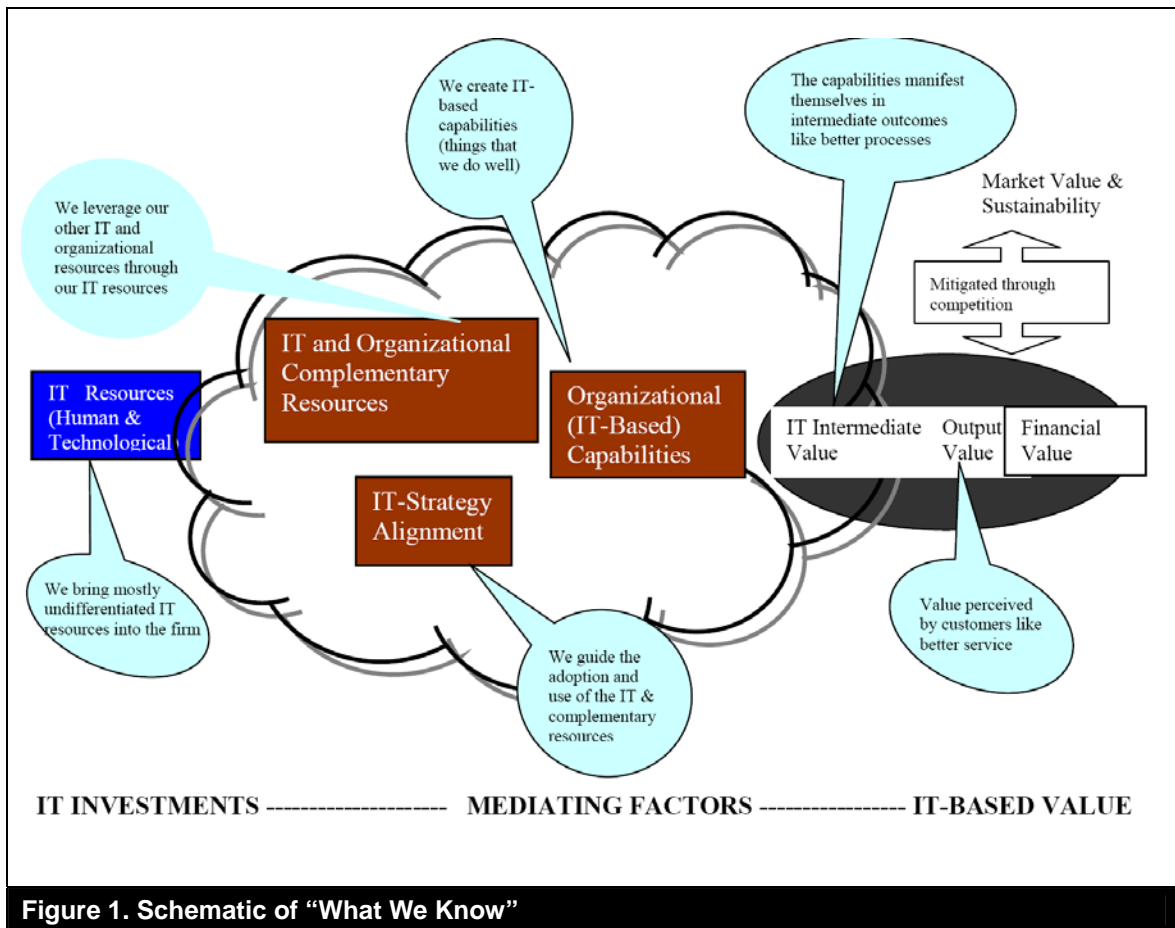 We create IT-
based
capabilities
(things that
we do well)
The capabilities manifest
themselves in
intermediate outcomes
like better processes
Market Value &
Sustainability
We leverage our
other IT and
organizational
resources through
our IT resources
Mitigated through
competition
IT and Organizational
Complementary
Resources
IT Resources
(Human &
Technological)
Organizational
(IT-Based)
Capabilities
IT Intermediate
Value
Output
Value
Financial
Value
IT-Strategy
Alignment
We bring mostly
undifferentiated IT
resources into the firm
We guide the
adoption and
use of the IT &
complementary
resources
Value perceived
by customers like
better service
IT INVESTMENTS -------------------- MEDIATING FACTORS ---------------- IT-BASED VALUE
Figure 1. Schematic of “What We Know”